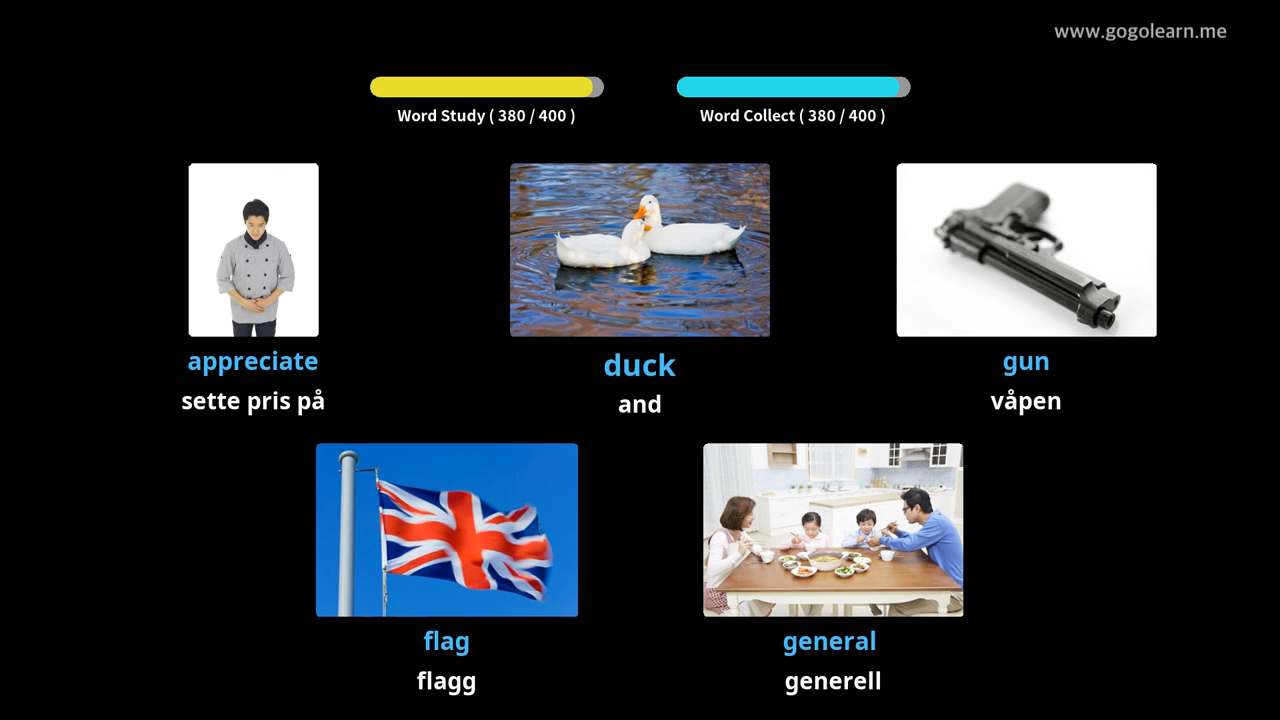 www.gogolearn.me
Word Study ( 380 / 400 )
Word Collect ( 380 / 400 )
appreciate
sette pris på
duck
and
gun
våpen
flag
flagg
general
generell